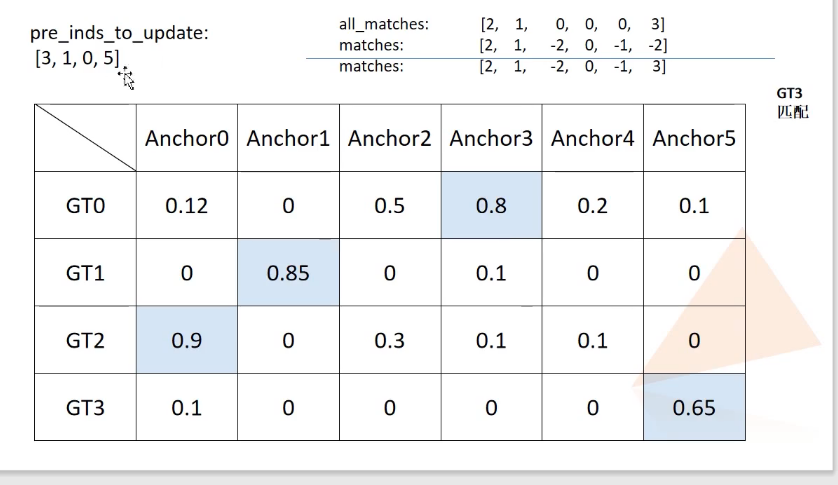 pre_inds_to_update:
[3, 1, 0, 5]
all_matches: [2, 1, 0, 0, 0, 3]
matches: [2, 1, -2, 0, -1, -2]
matches: [2, 1, -2, 0, -1, 3]
GT3
匹配
Anchor0 Anchor1 Anchor2 Anchor3 Anchor4 Anchor5
GT0 0.12 0 0.5 0.8 0.2 0.1
GT1 0 0.85 0 0.1 0 0
GT2 0.9 0 0.3 0.1 0.1 0
GT3 0.1 0 0 0 0 0.65